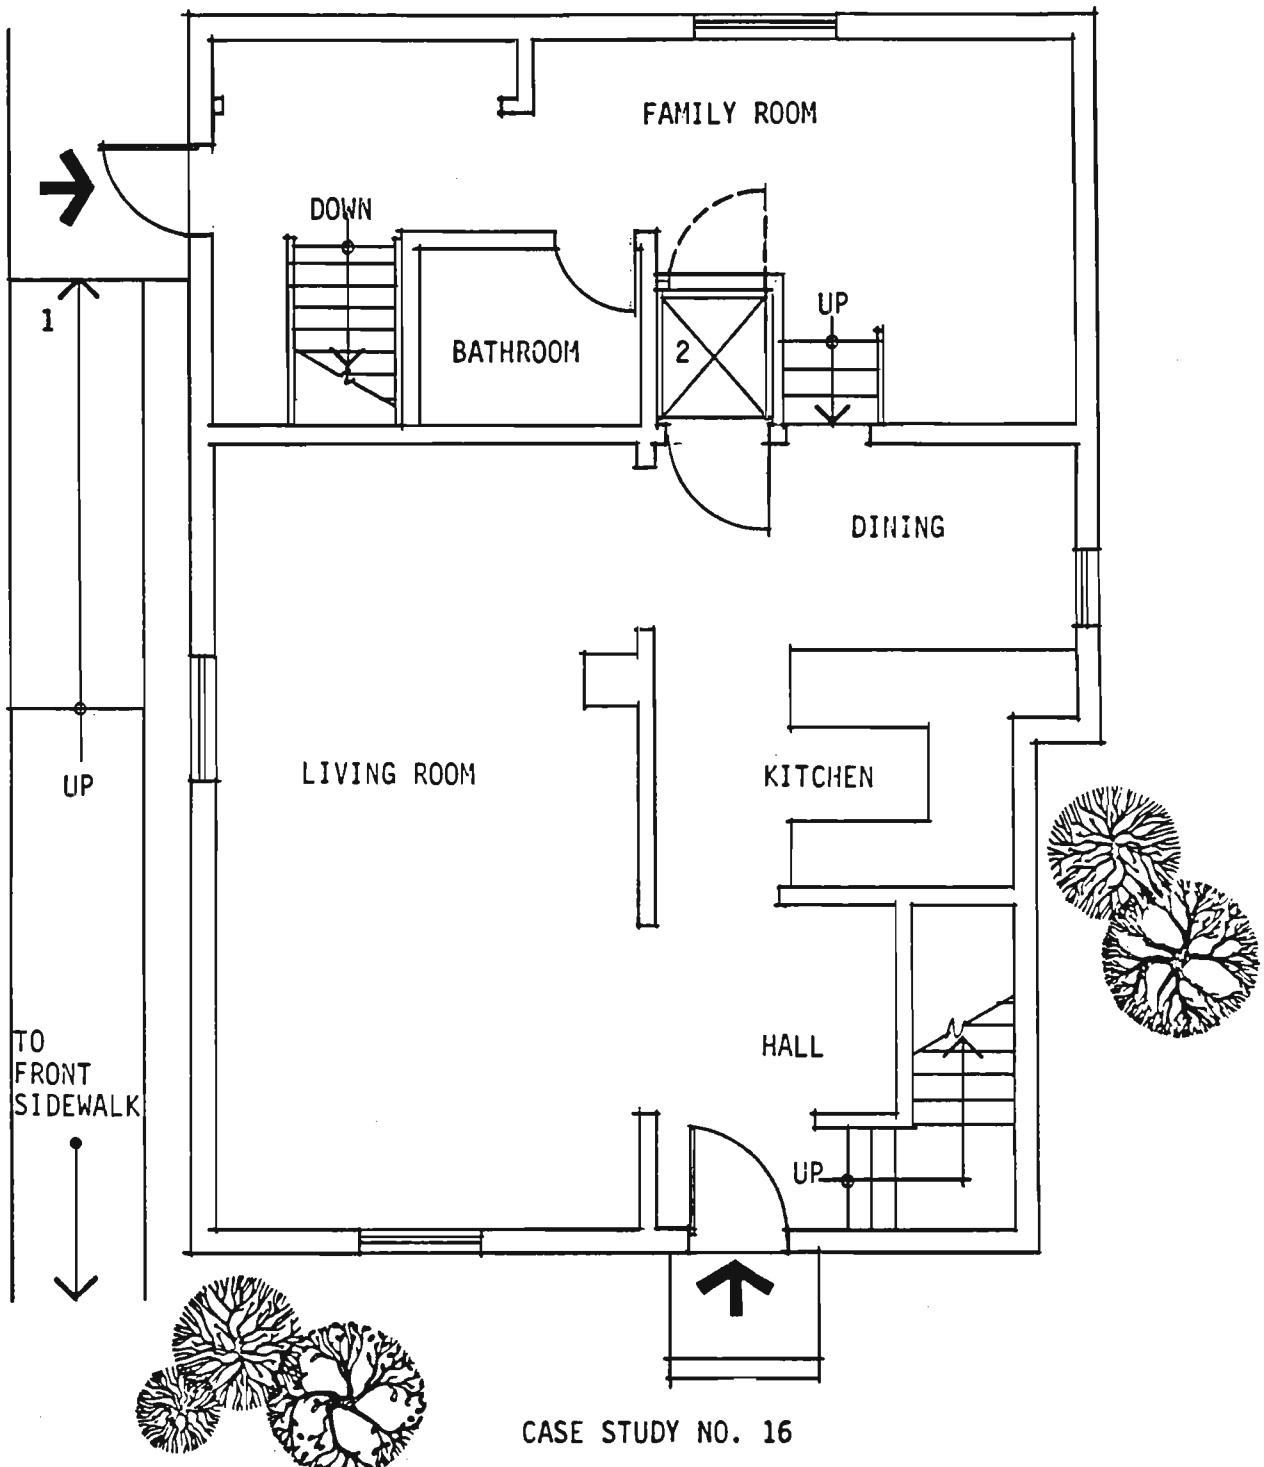 FAMILY ROOM
DOWN
UP
1
BATHROOM
2
DINING
LIVING ROOM
KITCHEN
UP
TO
FRONT
SIDEWALK
HALL
UP
CASE STUDY NO. 16